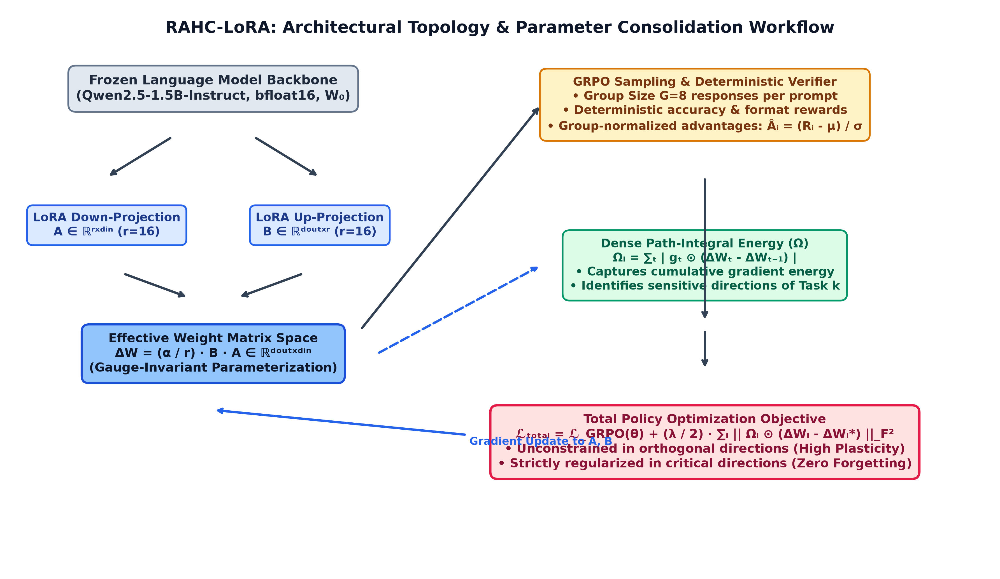 RAHC-LoRA: Architectural Topology & Parameter Consolidation Workflow
Frozen Language Model Backbone
(Qwen2.5-1.5B-Instruct, bfloat16, W₀)
GRPO Sampling & Deterministic Verifier
• Group Size G=8 responses per prompt
• Deterministic accuracy & format rewards
• Group-normalized advantages: Âᵢ = (Rᵢ - μ) / σ
LoRA Down-Projection
A ∈ ℝʳˣᵈⁱⁿ (r=16)
LoRA Up-Projection
B ∈ ℝᵈᵒᵘᵗˣʳ (r=16)
Dense Path-Integral Energy (Ω)
Ωₗ = ∑ₜ | gₜ ⊙ (ΔWₜ - ΔWₜ₋₁) |
• Captures cumulative gradient energy
• Identifies sensitive directions of Task k
Effective Weight Matrix Space
ΔW = (α / r) · B · A ∈ ℝᵈᵒᵘᵗˣᵈⁱⁿ
(Gauge-Invariant Parameterization)
Total Policy Optimization Objective
ℒₜₒₜₐₗ = ℒ_GRPO(θ) + (λ / 2) · ∑ₗ || Ωₗ ⊙ (ΔWₗ - ΔWₗ*) ||_F²
Gradient Update to A, B
• Unconstrained in orthogonal directions (High Plasticity)
• Strictly regularized in critical directions (Zero Forgetting)